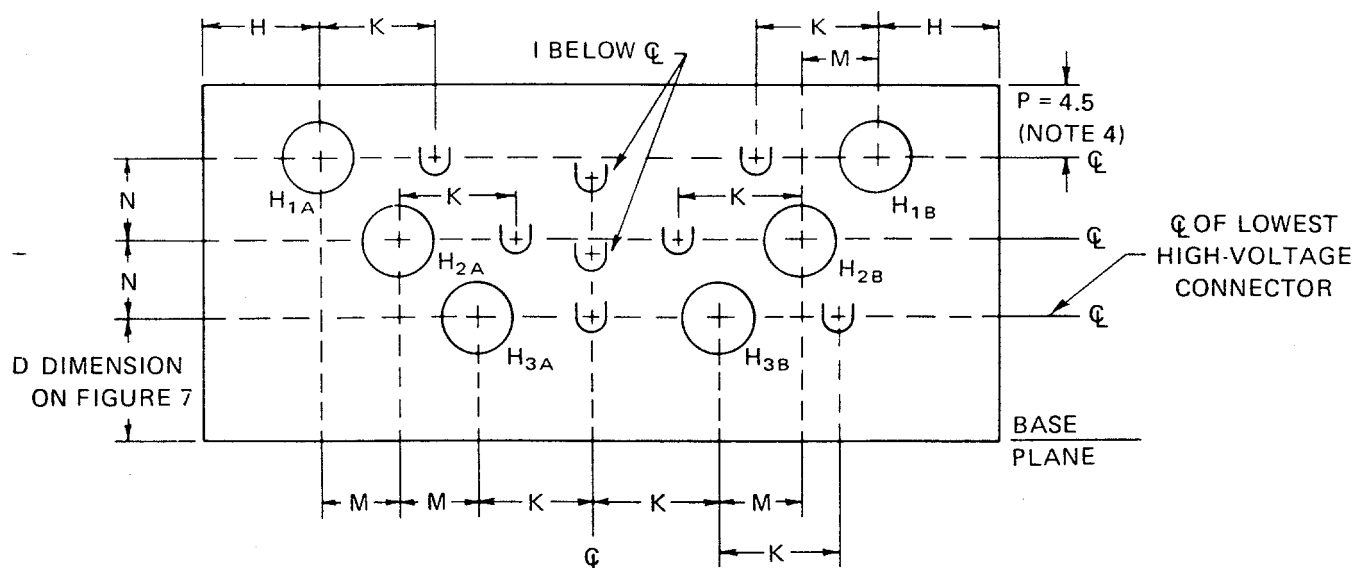 H K K H
I BELOW ℄
M
P = 4.5
(NOTE 4)
℄
N
K K
H1A H1B
℄
℄ OF LOWEST
HIGH-VOLTAGE
CONNECTOR
H2A H2B
N
℄
H3A H3B
D DIMENSION
ON FIGURE 7
BASE
PLANE
M M K K M
K
℄